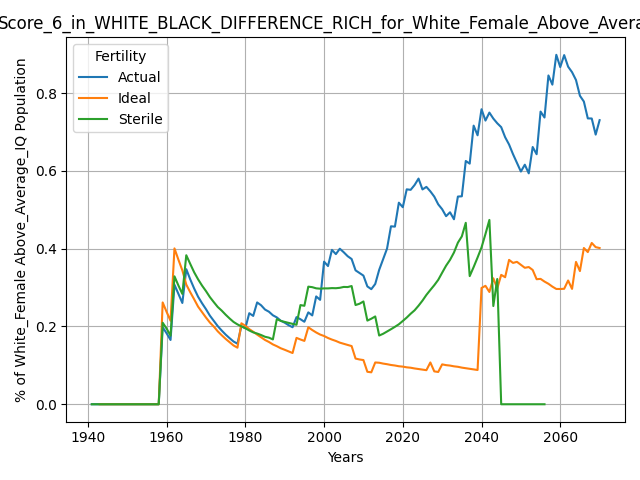 Score_6_in_WHITE_BLACK_DIFFERENCE_RICH_for_White_Female_Above_Avera
Fertility
Actual
Ideal
Sterile
% of White_Female Above_Average_IQ Population
0.8
0.6
0.4
0.2
0.0
1940 1960 1980 2000 2020 2040 2060
Years